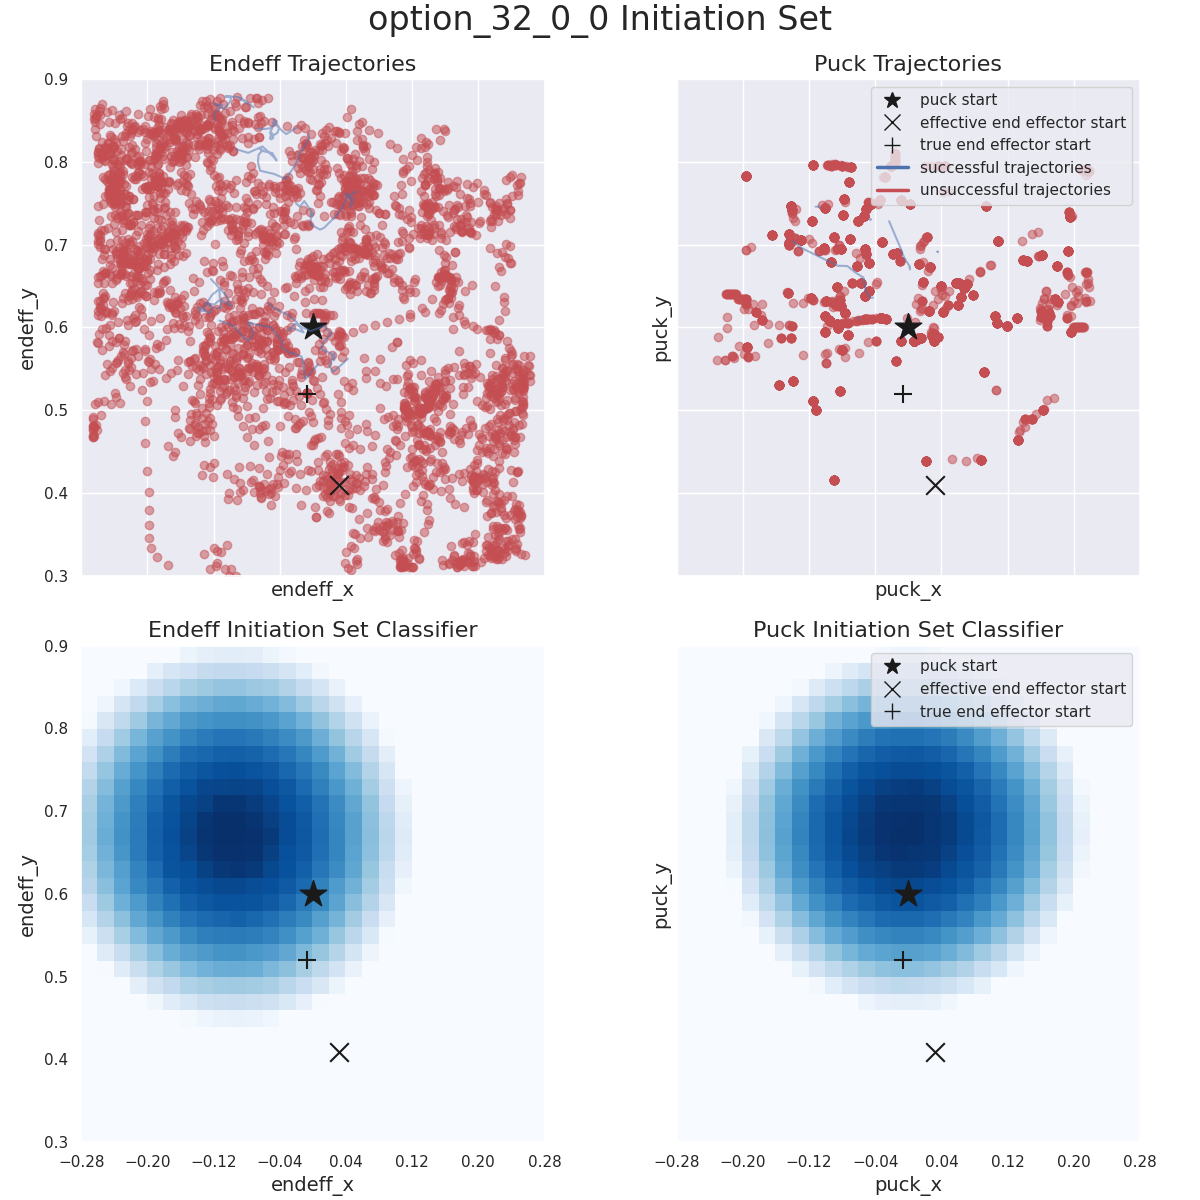 option_32_0_0 Initiation Set
Endeff Trajectories
Puck Trajectories
0.9
0.8
0.7
0.6
0.5
0.4
0.3
endeff_y
endeff_x
puck_y
puck_x
puck start
effective end effector start
true end effector start
successful trajectories
unsuccessful trajectories
Endeff Initiation Set Classifier
Puck Initiation Set Classifier
0.9
0.8
0.7
0.6
0.5
0.4
0.3
endeff_y
−0.28 −0.20 −0.12 −0.04 0.04 0.12 0.20 0.28
endeff_x
puck_y
puck start
effective end effector start
true end effector start
−0.28 −0.20 −0.12 −0.04 0.04 0.12 0.20 0.28
puck_x